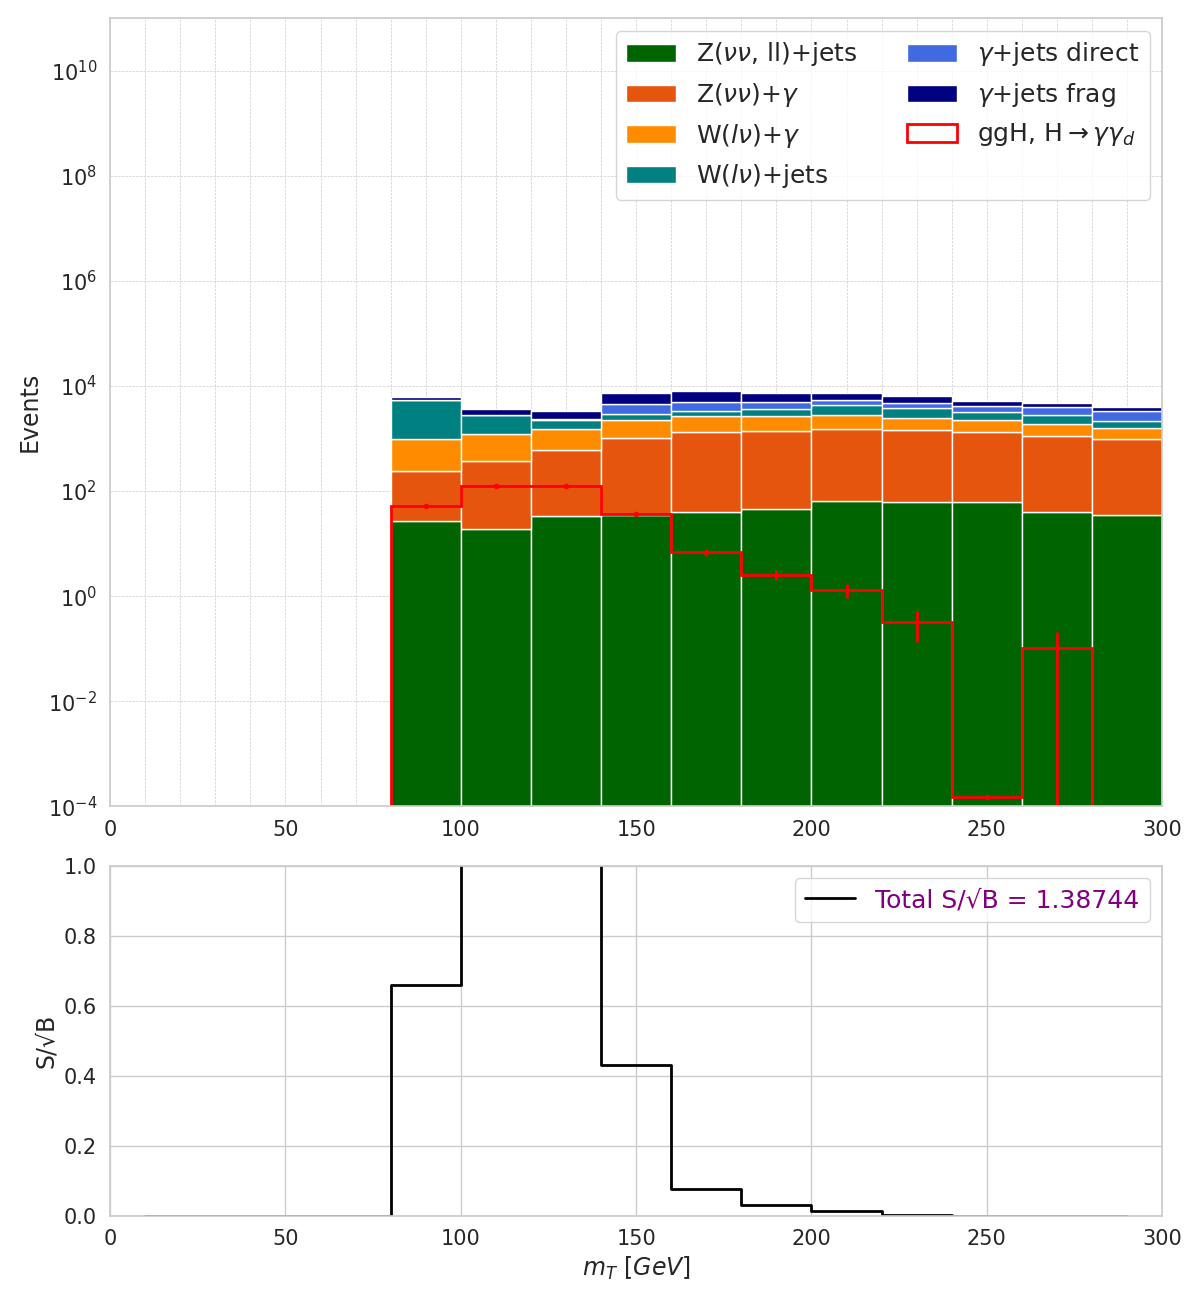 Z(νν, ll)+jets
Z(νν)+γ
W(lν)+γ
W(lν)+jets
γ+jets direct
γ+jets frag
ggH, H→γγ_d
Events
10^10
10^8
10^6
10^4
10^2
10^0
10^−2
10^−4
0 50 100 150 200 250 300
Total S/√B = 1.38744
S/√B
1.0
0.8
0.6
0.4
0.2
0.0
0 50 100 150 200 250 300
m_T [GeV]